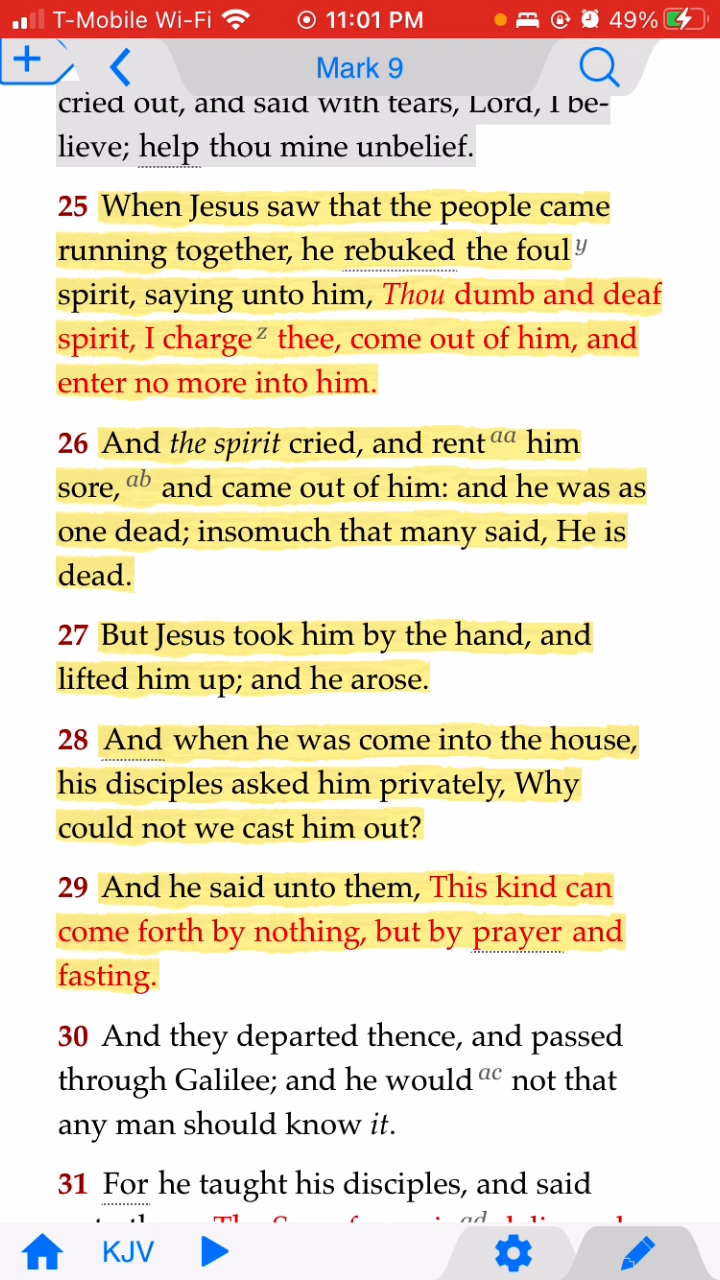 T-Mobile Wi-Fi 11:01 PM 49%
Mark 9
cried out, and said with tears, Lord, I be-
lieve; help thou mine unbelief.
25 When Jesus saw that the people came
running together, he rebuked the foul y
spirit, saying unto him, Thou dumb and deaf
spirit, I charge z thee, come out of him, and
enter no more into him.
26 And the spirit cried, and rent aa him
sore, ab and came out of him: and he was as
one dead; insomuch that many said, He is
dead.
27 But Jesus took him by the hand, and
lifted him up; and he arose.
28 And when he was come into the house,
his disciples asked him privately, Why
could not we cast him out?
29 And he said unto them, This kind can
come forth by nothing, but by prayer and
fasting.
30 And they departed thence, and passed
through Galilee; and he would ac not that
any man should know it.
31 For he taught his disciples, and said
KJV